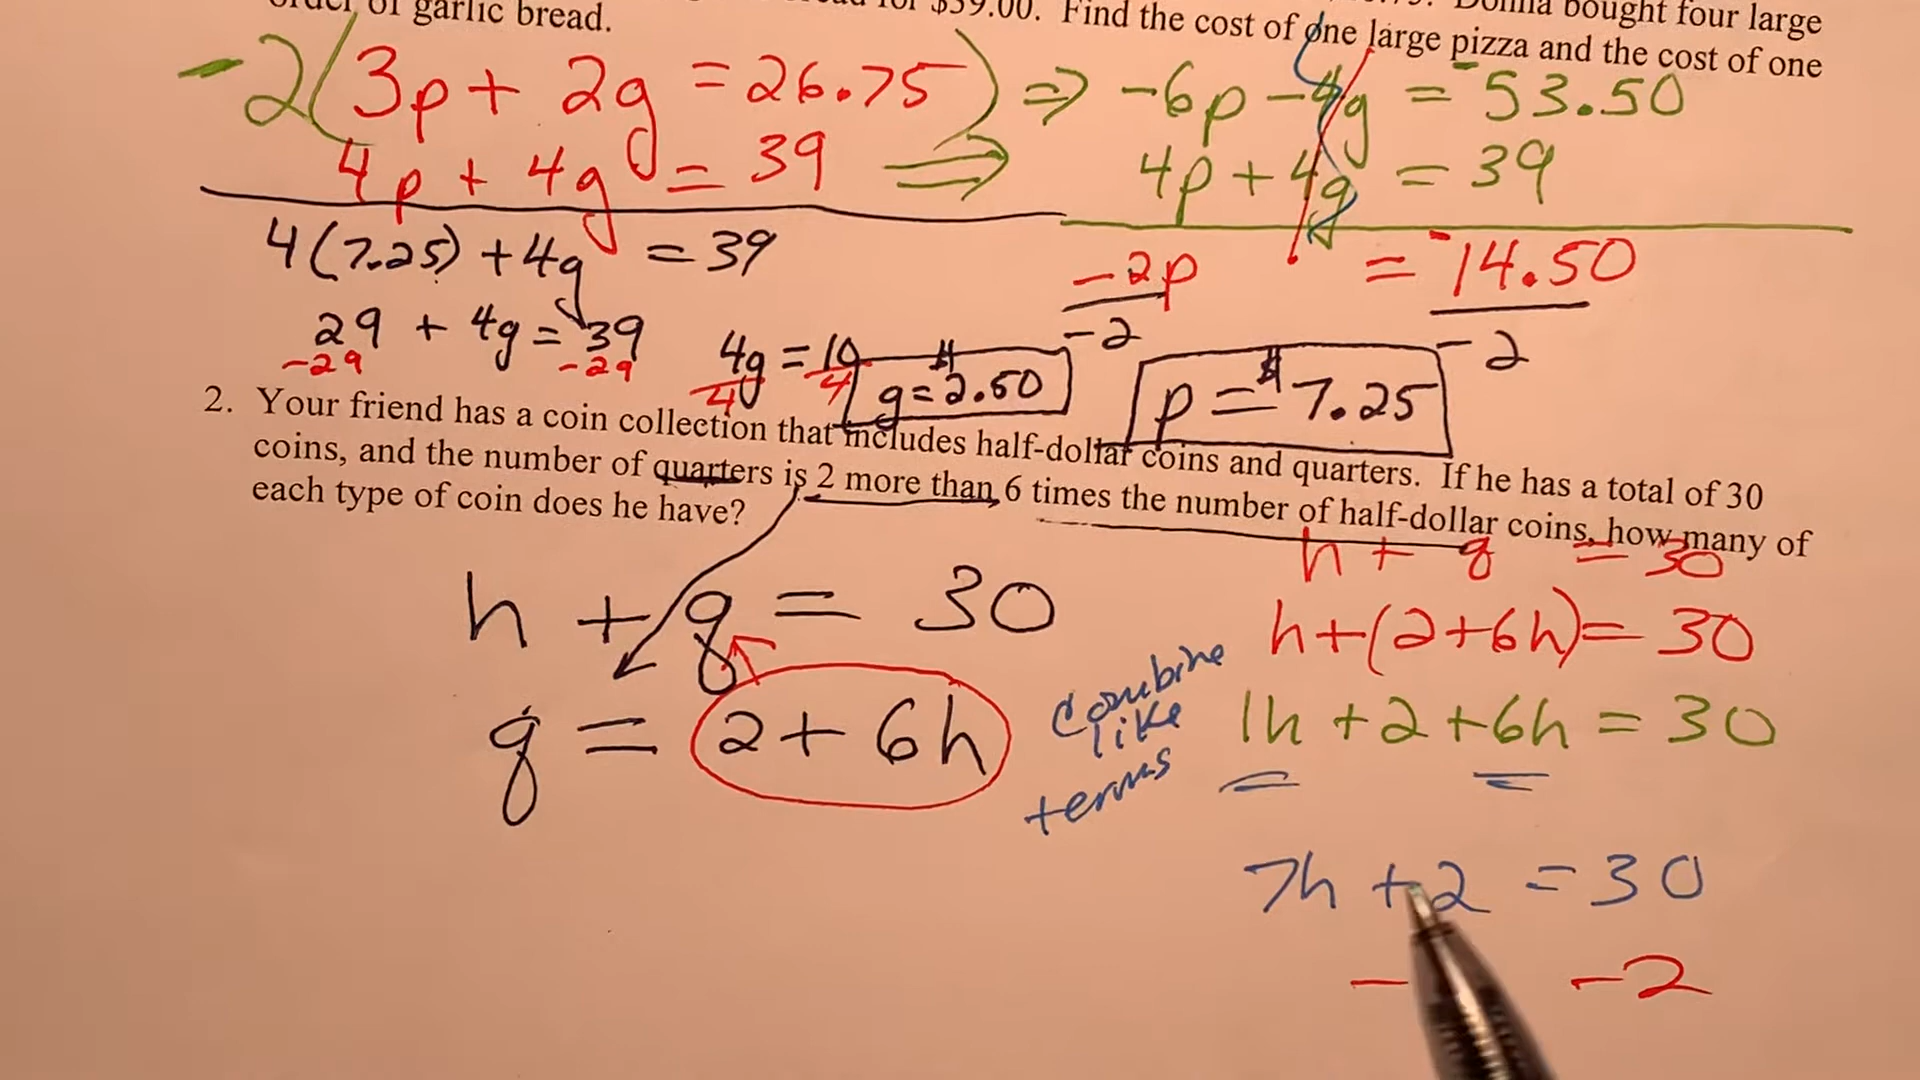 order of garlic bread.
for $39.00. Find the cost of one large pizza and the cost of one
Donna bought four large
-2(3p + 2g = 26.75) ⇒ -6p - 4g = -53.50
4p + 4g = 39 ⇒ 4p + 4g = 39
4(7.25) + 4g = 39
-2p = -14.50
-2 -2
29 + 4g = 39
-29 -29
4g = 10
4 4
g = $2.50
p = $7.25
2. Your friend has a coin collection that includes half-dollar coins and quarters. If he has a total of 30
coins, and the number of quarters is 2 more than 6 times the number of half-dollar coins, how many of
each type of coin does he have?
h + q = 30
q = 2 + 6h
h + q = 30
h + (2 + 6h) = 30
combine
like
terms
1h + 2 + 6h = 30
7h + 2 = 30
- -2